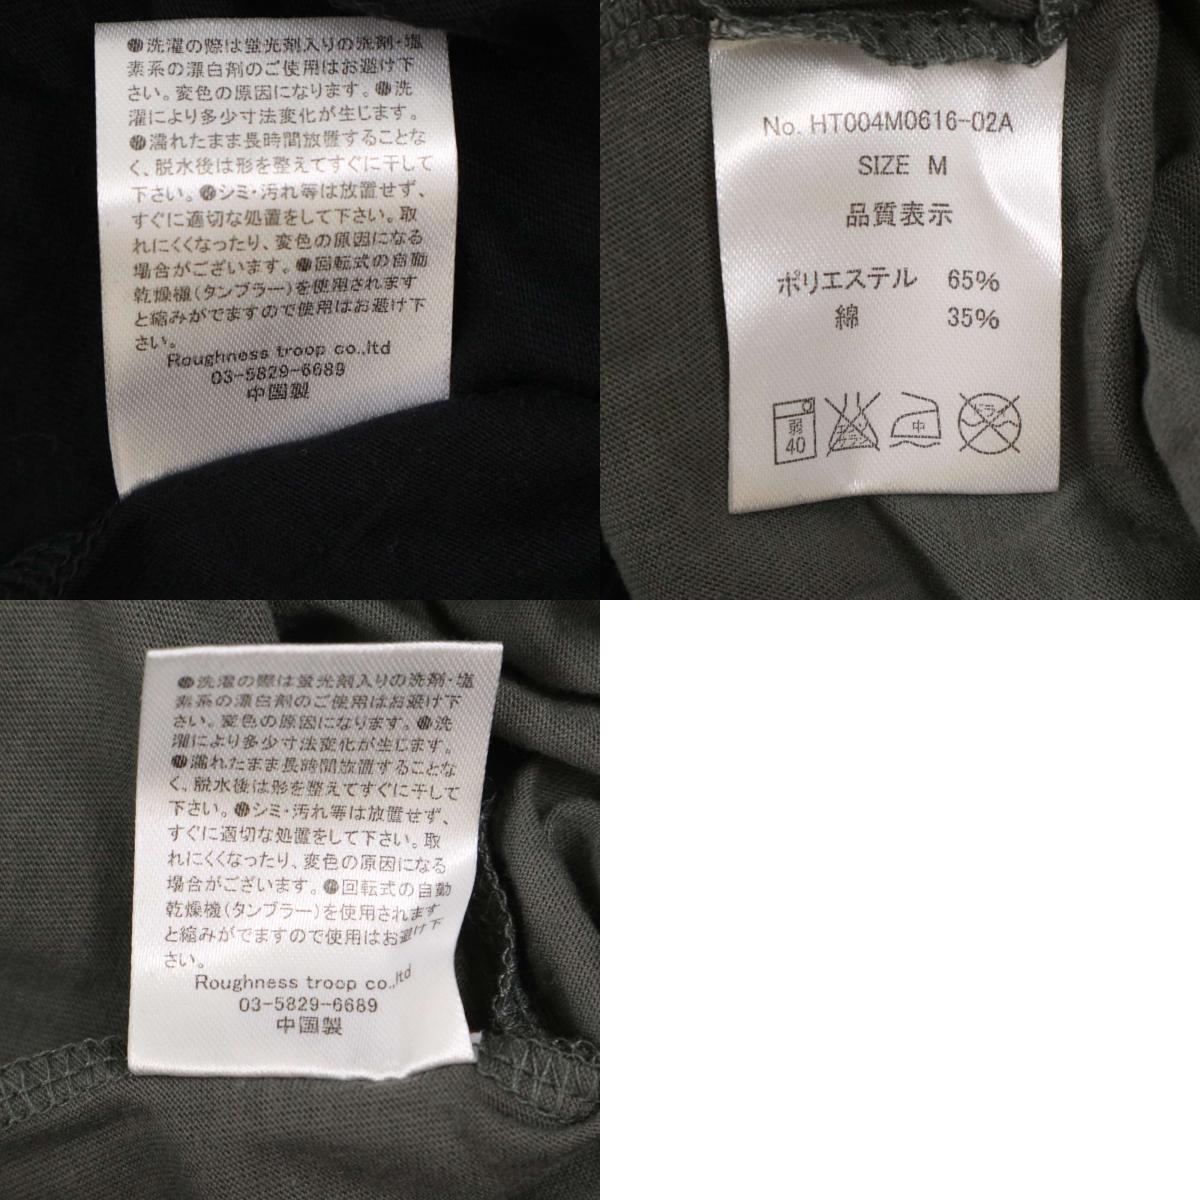 洗濯の際は蛍光剤入りの洗剤・塩
素系の漂白剤のご使用はお避け下
さい。変色の原因になります。洗
濯により多少寸法変化が生じます。
濡れたまま長時間放置することな
く、脱水後は形を整えてすぐに干して
下さい。シミ・汚れ等は放置せず、
すぐに適切な処置をして下さい。取
れにくくなったり、変色の原因になる
場合がございます。回転式の自動
乾燥機(タンブラー)を使用されます
と縮みがでますので使用はお避け下
さい。
Roughness troop co.,ltd
03-5829-6689
中国製
No. HT004M0616-02A
SIZE M
品質表示
ポリエステル 65%
綿 35%
弱 40 エンソサラシ 中 ドライ
洗濯の際は蛍光剤入りの洗剤・塩
素系の漂白剤のご使用はお避け下
さい。変色の原因になります。洗
濯により多少寸法変化が生じます。
濡れたまま長時間放置することな
く、脱水後は形を整えてすぐに干して
下さい。シミ・汚れ等は放置せず、
すぐに適切な処置をして下さい。取
れにくくなったり、変色の原因になる
場合がございます。回転式の自動
乾燥機(タンブラー)を使用されます
と縮みがでますので使用はお避け下
さい。
Roughness troop co.,ltd
03-5829-6689
中国製